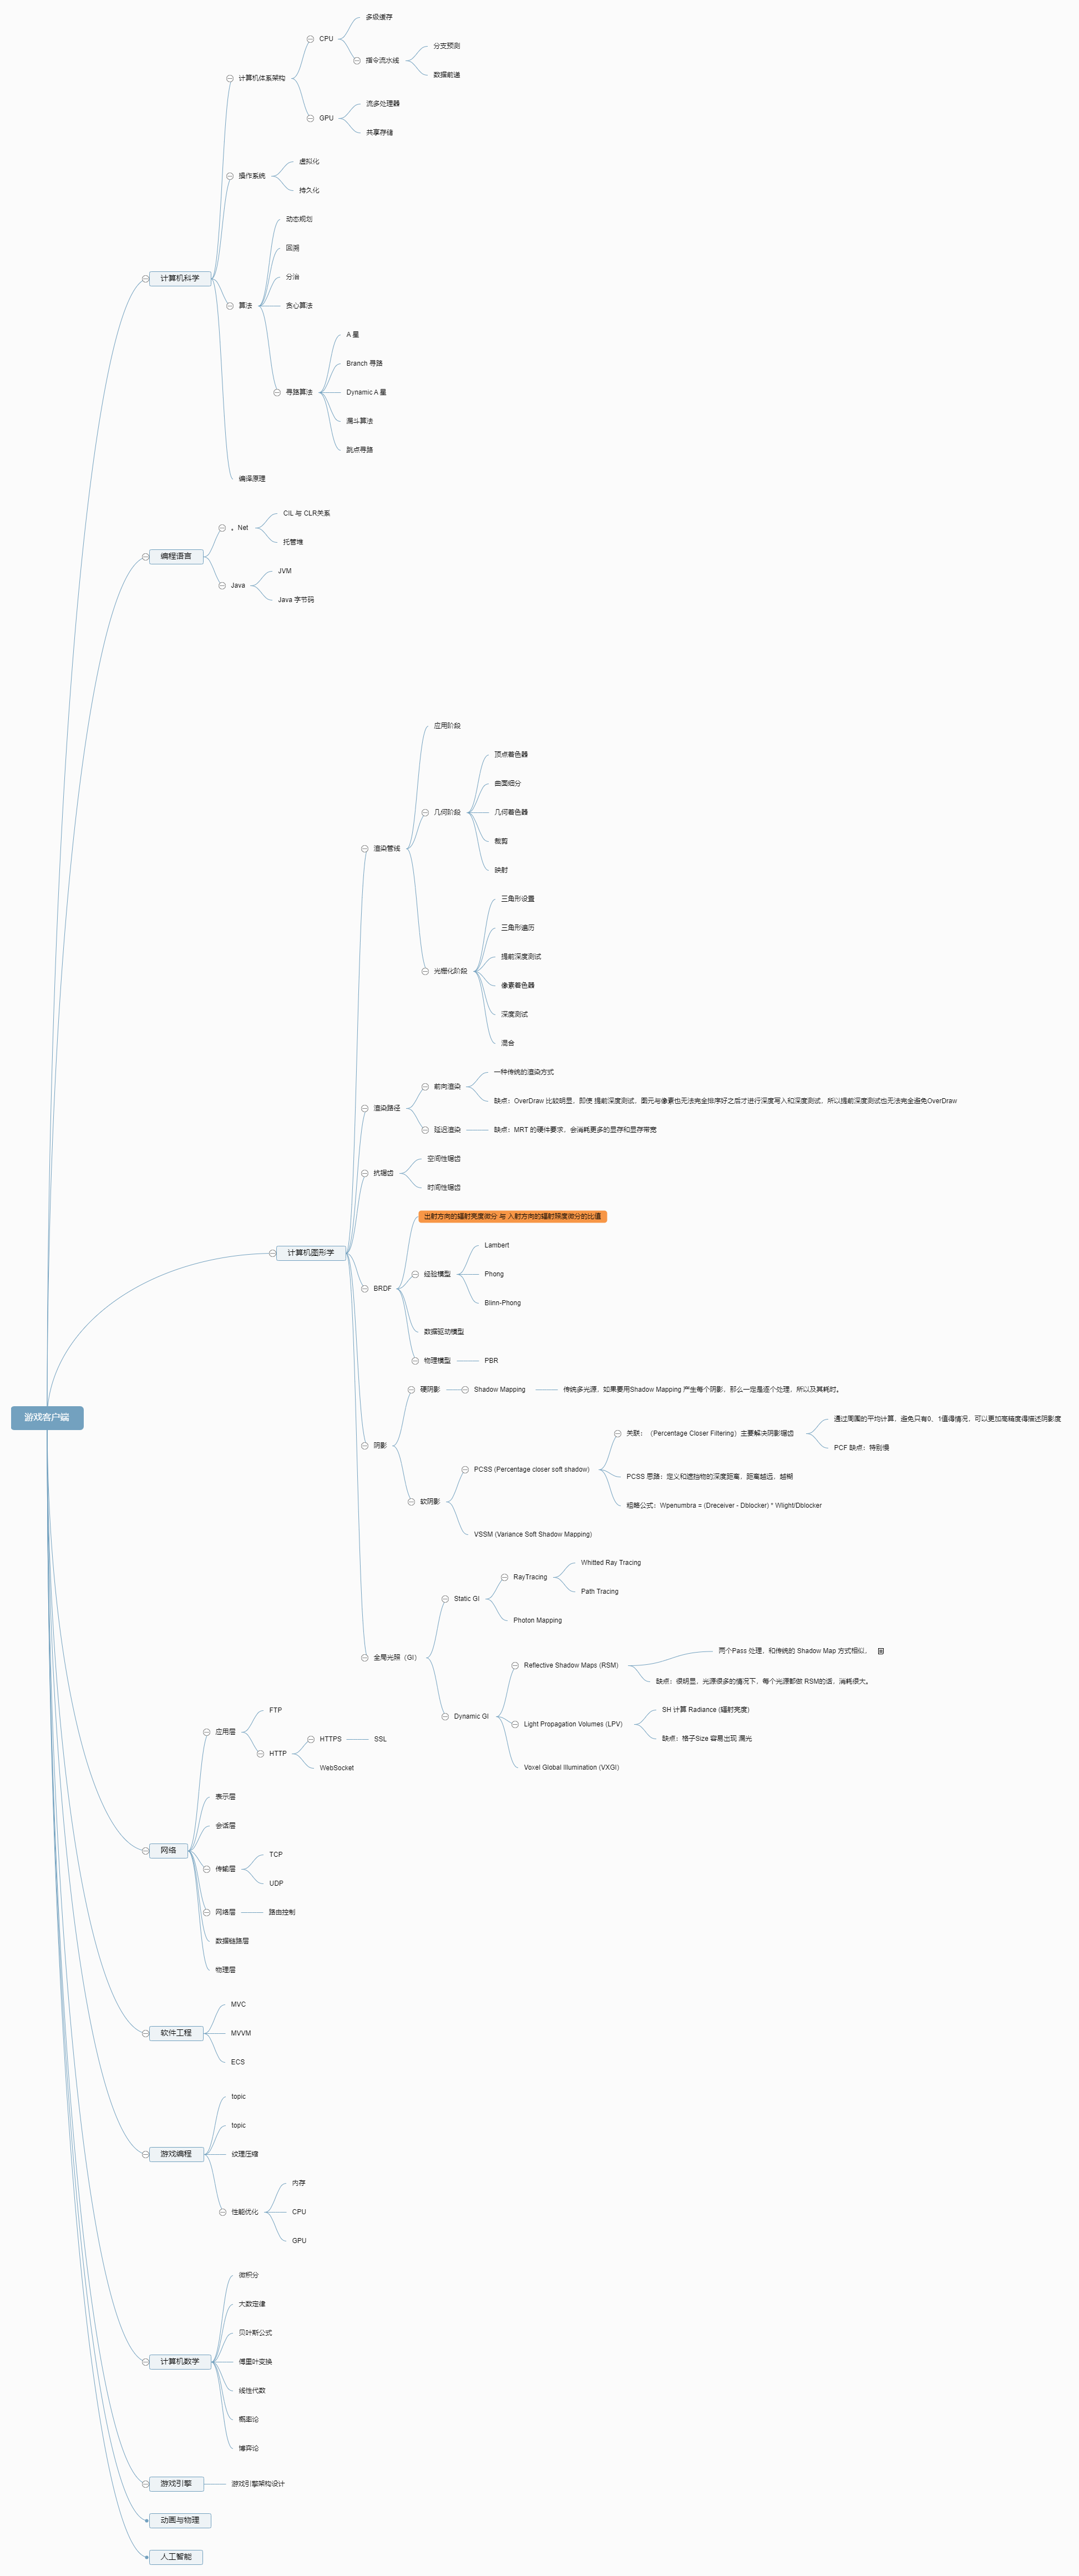 游戏客户端
计算机科学
计算机体系架构
CPU
多级缓存
指令流水线
分支预测
数据前递
GPU
流多处理器
共享存储
操作系统
虚拟化
持久化
算法
动态规划
回溯
分治
贪心算法
寻路算法
A 星
Branch 寻路
Dynamic A 星
漏斗算法
跳点寻路
编译原理
编程语言
。Net
CIL 与 CLR关系
托管堆
Java
JVM
Java 字节码
计算机图形学
渲染管线
应用阶段
几何阶段
顶点着色器
曲面细分
几何着色器
裁剪
映射
光栅化阶段
三角形设置
三角形遍历
提前深度测试
像素着色器
深度测试
混合
渲染路径
前向渲染
一种传统的渲染方式
缺点：OverDraw 比较明显，即使 提前深度测试，图元与像素也无法完全排序好之后才进行深度写入和深度测试，所以提前深度测试也无法完全避免OverDraw
延迟渲染
缺点：MRT 的硬件要求，会消耗更多的显存和显存带宽
抗锯齿
空间性锯齿
时间性锯齿
BRDF
出射方向的辐射亮度微分 与 入射方向的辐射照度微分的比值
经验模型
Lambert
Phong
Blinn-Phong
数据驱动模型
物理模型
PBR
阴影
硬阴影
Shadow Mapping
传统多光源，如果要用Shadow Mapping 产生每个阴影，那么一定是逐个处理，所以及其耗时。
软阴影
PCSS (Percentage closer soft shadow)
关联：（Percentage Closer Filtering）主要解决阴影锯齿
通过周围的平均计算，避免只有0，1值得情况，可以更加高精度得描述阴影度
PCF 缺点：特别慢
PCSS 思路：定义和遮挡物的深度距离，距离越远，越糊
粗略公式：Wpenumbra = (Dreceiver - Dblocker) * Wlight/Dblocker
VSSM (Variance Soft Shadow Mapping)
全局光照（GI）
Static GI
RayTracing
Whitted Ray Tracing
Path Tracing
Photon Mapping
Dynamic GI
Reflective Shadow Maps (RSM)
两个Pass 处理，和传统的 Shadow Map 方式相似，
缺点：很明显，光源很多的情况下，每个光源都做 RSM的话，消耗很大。
Light Propagation Volumes (LPV)
SH 计算 Radiance (辐射亮度)
缺点：格子Size 容易出现 漏光
Voxel Global Illumination (VXGI)
网络
应用层
FTP
HTTP
HTTPS
SSL
WebSocket
表示层
会话层
传输层
TCP
UDP
网络层
路由控制
数据链路层
物理层
软件工程
MVC
MVVM
ECS
游戏编程
topic
topic
纹理压缩
性能优化
内存
CPU
GPU
计算机数学
微积分
大数定律
贝叶斯公式
傅里叶变换
线性代数
概率论
博弈论
游戏引擎
游戏引擎架构设计
动画与物理
人工智能